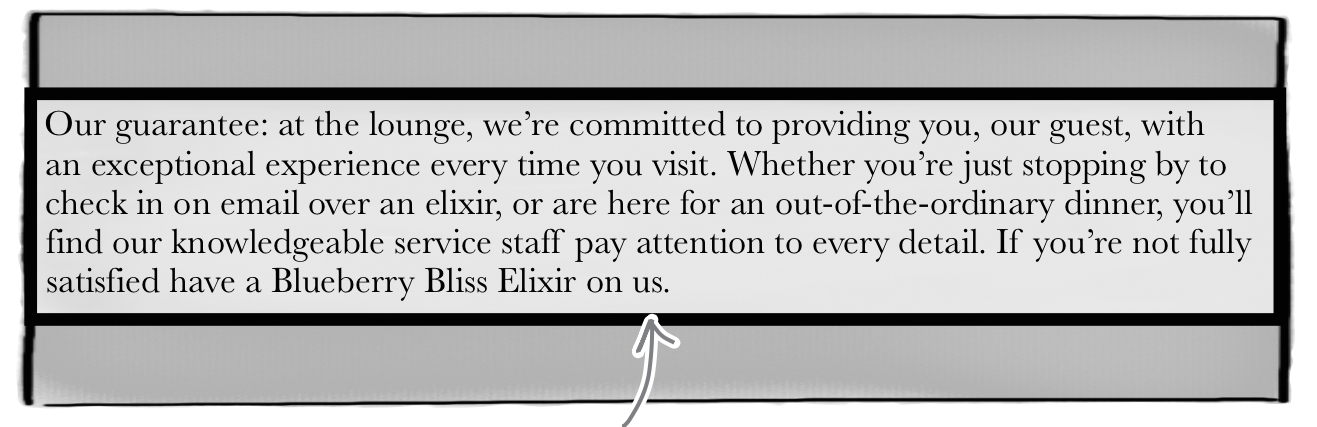 Our guarantee: at the lounge, we’re committed to providing you, our guest, with
an exceptional experience every time you visit. Whether you’re just stopping by to
check in on email over an elixir, or are here for an out-of-the-ordinary dinner, you’ll
find our knowledgeable service staff pay attention to every detail. If you’re not fully
satisfied have a Blueberry Bliss Elixir on us.